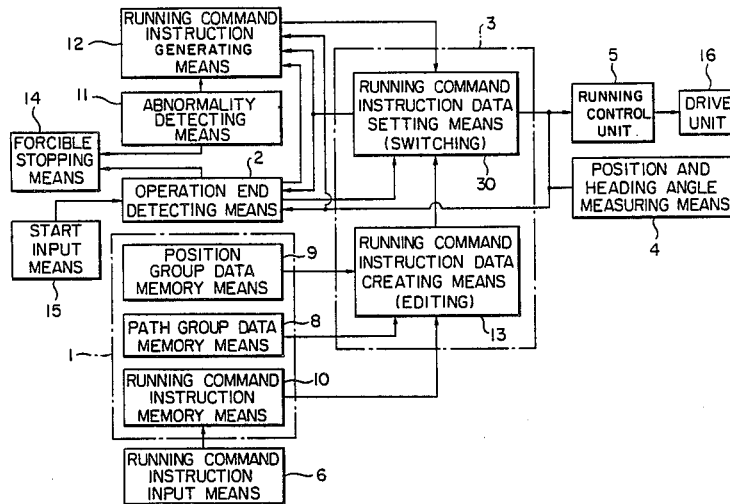 12
RUNNING COMMAND
INSTRUCTION
GENERATING
MEANS
11
ABNORMALITY
DETECTING
MEANS
14
FORCIBLE
STOPPING
MEANS
2
OPERATION END
DETECTING MEANS
START
INPUT
MEANS
15
3
RUNNING COMMAND
INSTRUCTION DATA
SETTING MEANS
(SWITCHING)
30
5
RUNNING
CONTROL
UNIT.
16
DRIVE
UNIT
POSITION AND
HEADING ANGLE
MEASURING MEANS
4
RUNNING COMMAND
INSTRUCTION DATA
CREATING MEANS
(EDITING)
13
1
9
POSITION
GROUP DATA
MEMORY MEANS
8
PATH GROUP DATA
MEMORY MEANS
10
RUNNING COMMAND
INSTRUCTION
MEMORY MEANS
RUNNING COMMAND
INSTRUCTION
INPUT MEANS
6